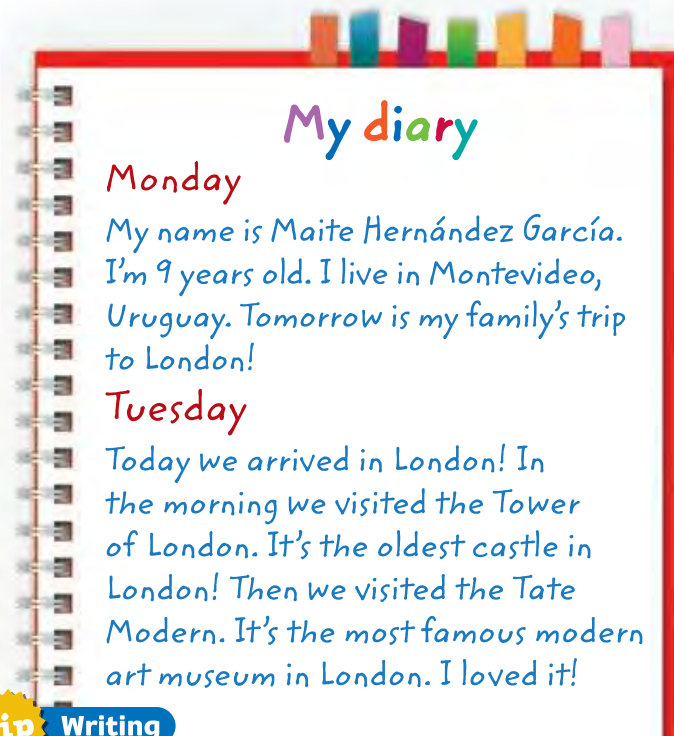 My diary
Monday
My name is Maite Hernández García.
I'm 9 years old. I live in Montevideo,
Uruguay. Tomorrow is my family's trip
to London!
Tuesday
Today we arrived in London! In
the morning we visited the Tower
of London. It's the oldest castle in
London! Then we visited the Tate
Modern. It's the most famous modern
art museum in London. I loved it!
Writing